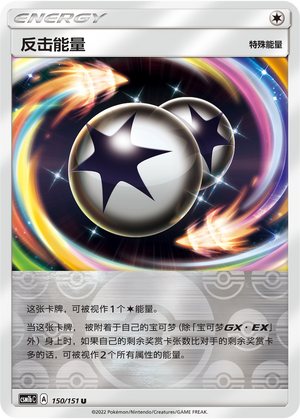 ENERGY
反击能量
特殊能量
这张卡牌,可被视作1个能量。
当这张卡牌,被附着于自己的宝可梦(除「宝可梦GX・EX」
外)身上时,如果自己的剩余奖赏卡张数比对手的剩余奖赏卡张数
多,则可视作2个所有属性的能量。
csm1bC A 150/151 U
©2022 Pokémon/Nintendo/Creatures/GAME FREAK.